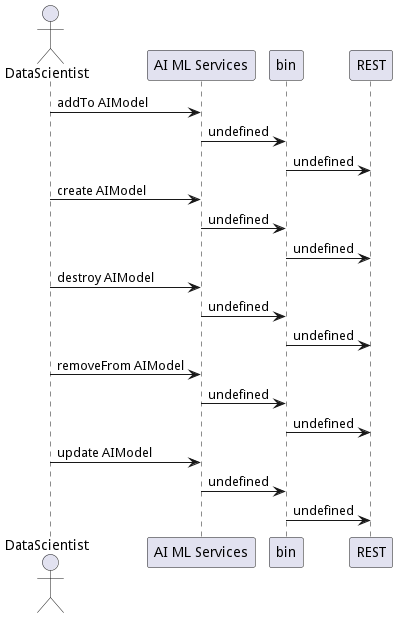 DataScientist
AI ML Services
bin
REST
addTo AIModel
undefined
undefined
create AIModel
undefined
undefined
destroy AIModel
undefined
undefined
removeFrom AIModel
undefined
undefined
update AIModel
undefined
undefined
DataScientist
AI ML Services
bin
REST